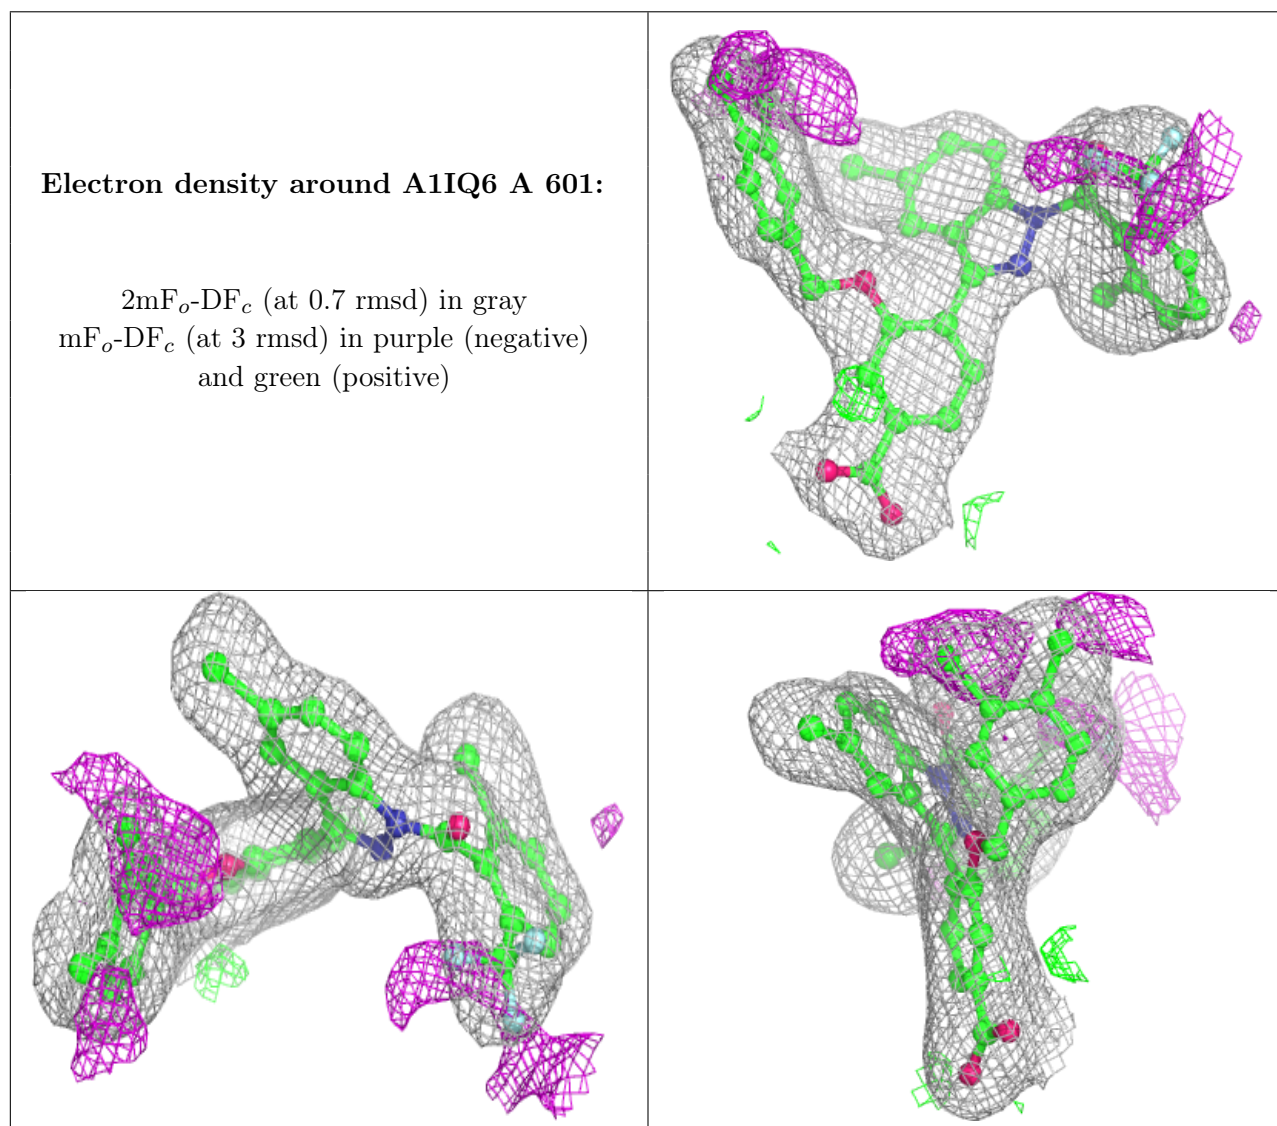 Electron density around A1IQ6 A 601:
2mFₒ-DF𝒸 (at 0.7 rmsd) in gray
mFₒ-DF𝒸 (at 3 rmsd) in purple (negative)
and green (positive)